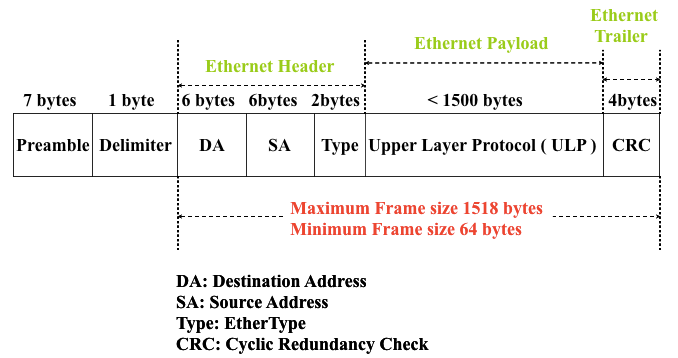 Ethernet
Trailer
Ethernet Payload
Ethernet Header
7 bytes 1 byte 6 bytes 6bytes 2bytes < 1500 bytes 4bytes
Preamble Delimiter DA SA Type Upper Layer Protocol ( ULP ) CRC
Maximum Frame size 1518 bytes
Minimum Frame size 64 bytes
DA: Destination Address
SA: Source Address
Type: EtherType
CRC: Cyclic Redundancy Check